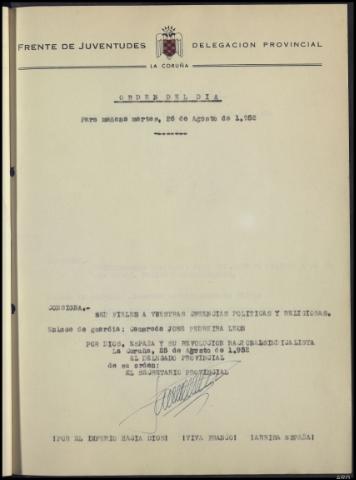 FRENTE DE JUVENTUDES DELEGACION PROVINCIAL
LA CORUÑA
ORDEN DEL DIA
Para mañana martes, 26 de Agosto de 1,952
CONSIGNA,-
SED FIELES A VUESTRAS CREENCIAS POLITICAS Y RELIGIOSAS.
Enlace de guardia: Camarada JOSE PEDREIRA LEON
POR DIOS, ESPAÑA Y SU REVOLUCION NACIONALSINDICALISTA
La Coruña, 25 de Agosto de 1,952
EL DELEGADO PROVINCIAL
de su orden:
EL SECRETARIO PROVINCIAL
¡POR EL IMPERIO HACIA DIOS! ¡VIVA FRANCO! ¡ARRIBA ESPAÑA!